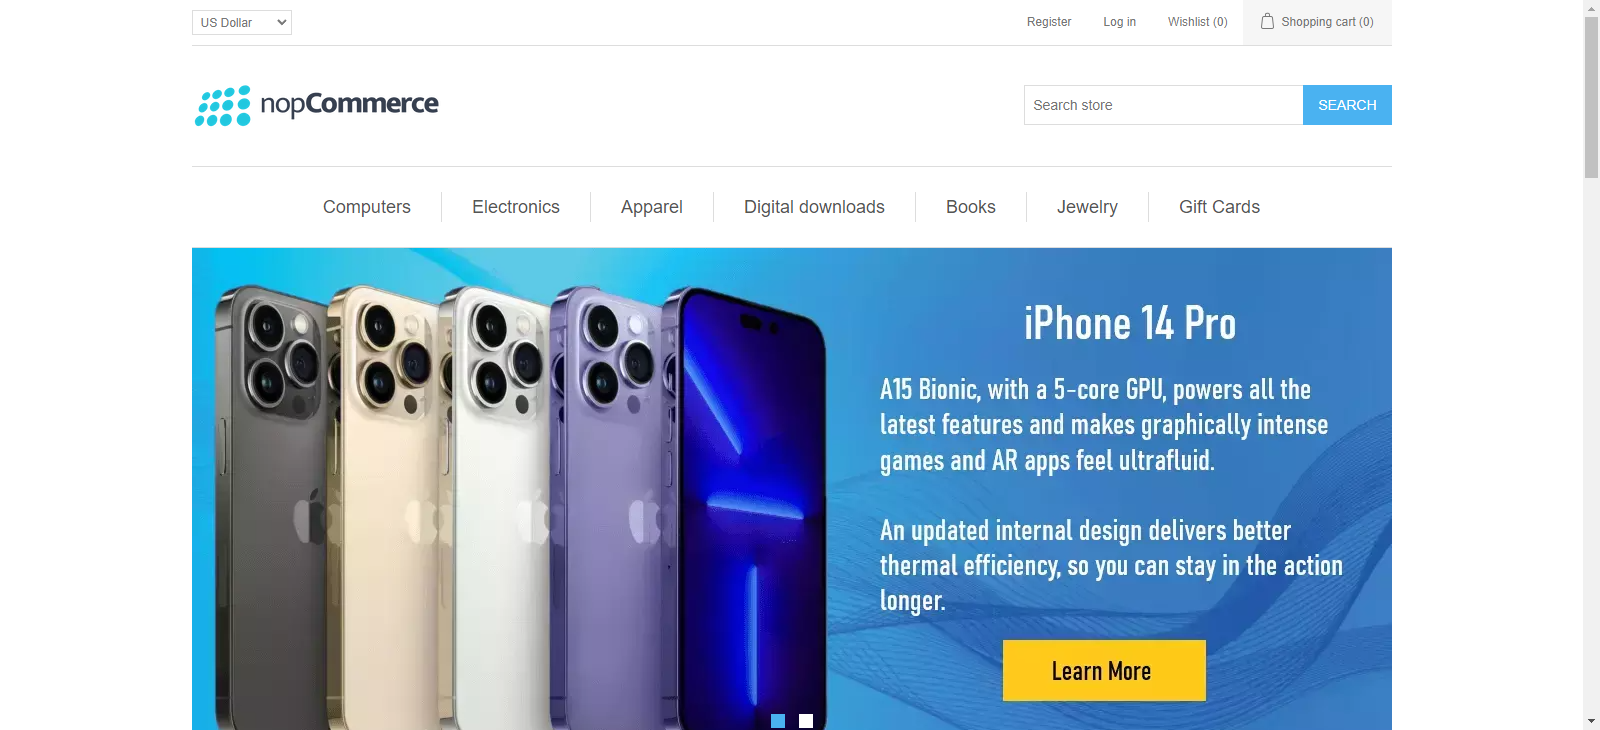 US Dollar
Register
Log in
Wishlist (0)
Shopping cart (0)
nopCommerce
Search store
SEARCH
Computers
Electronics
Apparel
Digital downloads
Books
Jewelry
Gift Cards
iPhone 14 Pro
A15 Bionic, with a 5-core GPU, powers all the
latest features and makes graphically intense
games and AR apps feel ultrafluid.
An updated internal design delivers better
thermal efficiency, so you can stay in the action
longer.
Learn More